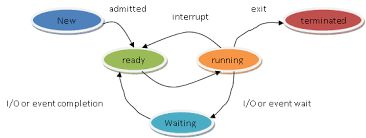 admitted
interrupt
exit
New
terminated
ready
running
I/O or event completion
I/O or event wait
Waiting